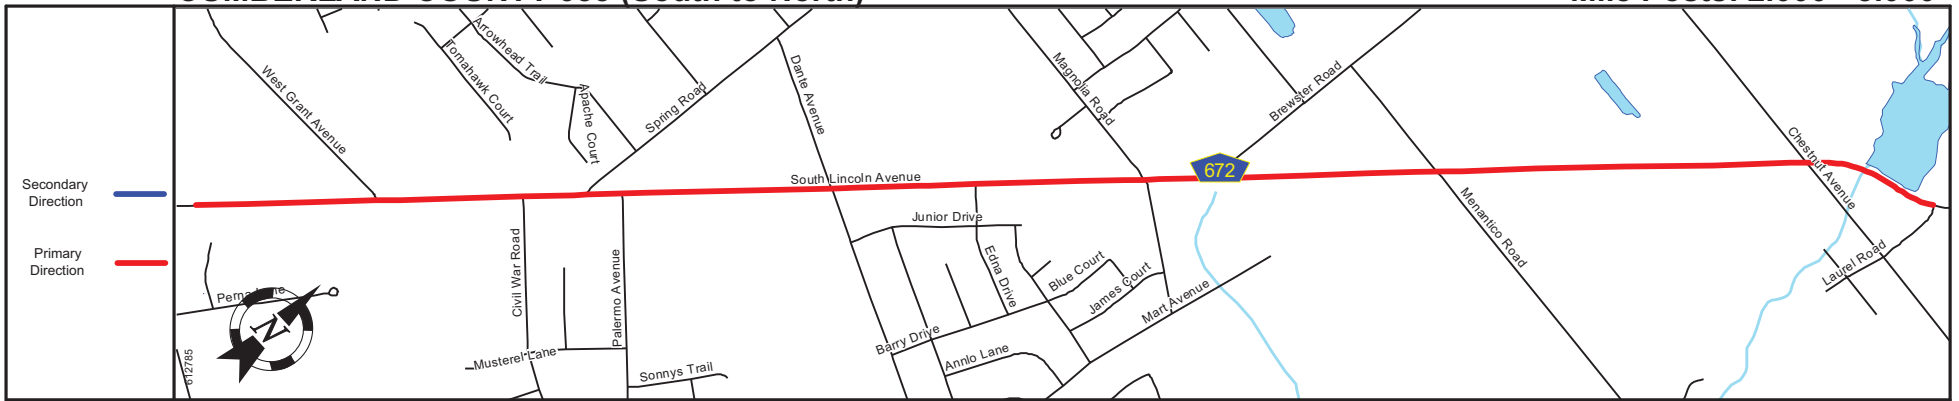 Secondary
Direction
Primary
Direction
West Grant Avenue
Arrowhead Trail
Tomahawk Court
Apache Court
Spring Road
Dante Avenue
Magnolia Road
Brewster Road
Chestnut Avenue
672
South Lincoln Avenue
Menantico Road
Laurel Road
Junior Drive
Edna Drive
Blue Court
James Court
Mart Avenue
Barry Drive
Annlo Lane
Civil War Road
Palermo Avenue
Musterel Lane
Sonnys Trail
N
612785